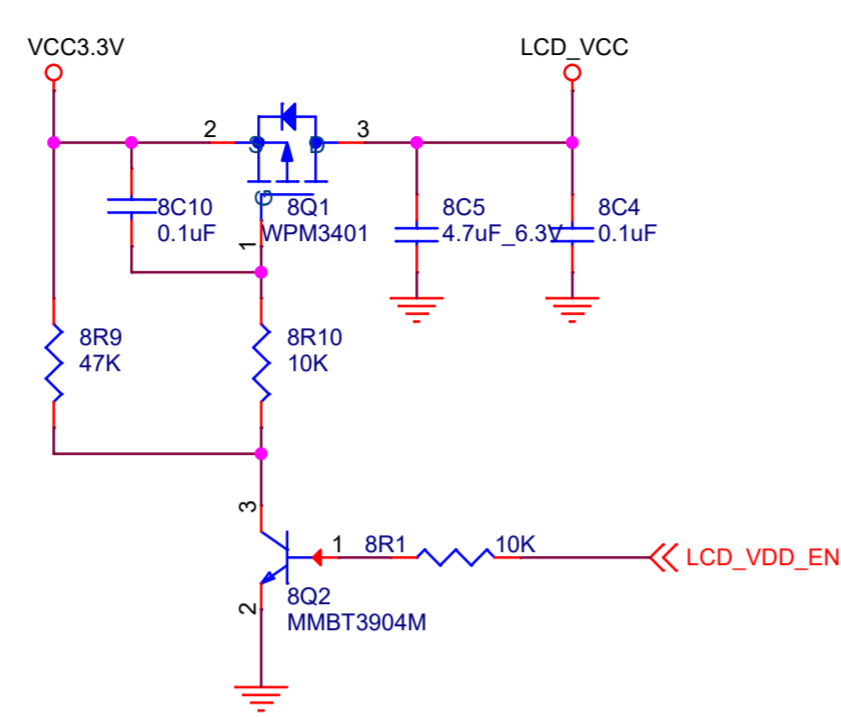 VCC3.3V
LCD_VCC
2
3
S
D
G
8C10
0.1uF
8Q1
WPM3401
1
8C5
4.7uF_6.3V
8C4
0.1uF
8R9
47K
8R10
10K
3
1
8R1
10K
LCD_VDD_EN
2
8Q2
MMBT3904M